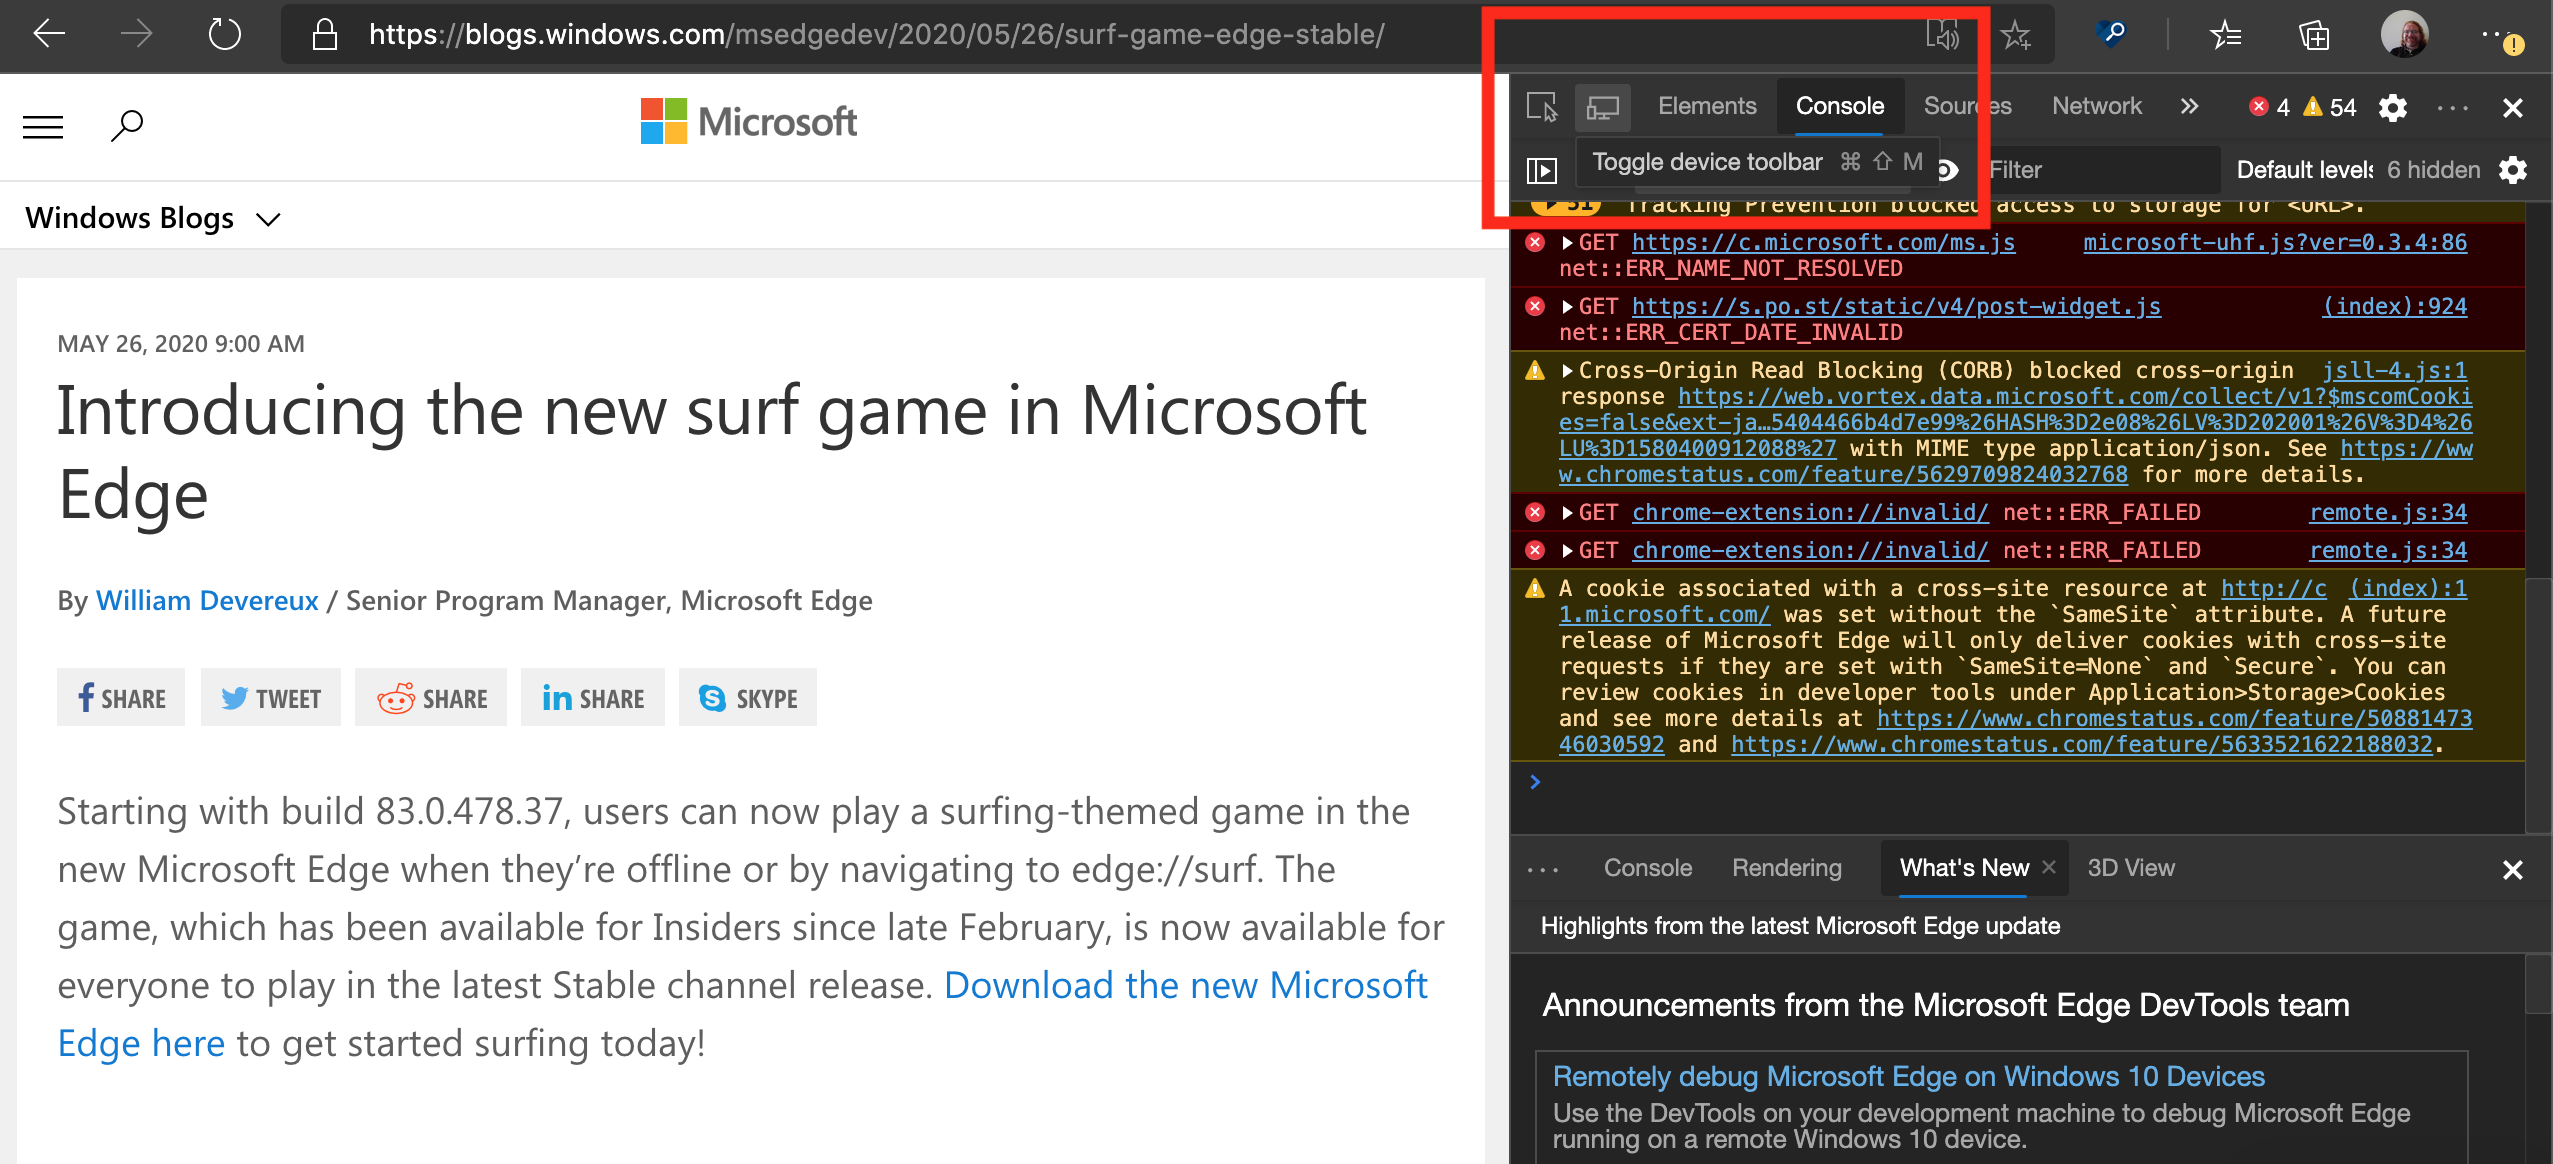 https://blogs.windows.com/msedgedev/2020/05/26/surf-game-edge-stable/
Microsoft
Windows Blogs
MAY 26, 2020 9:00 AM
Introducing the new surf game in Microsoft
Edge
By William Devereux / Senior Program Manager, Microsoft Edge
SHARE TWEET SHARE SHARE SKYPE
Starting with build 83.0.478.37, users can now play a surfing-themed game in the
new Microsoft Edge when they’re offline or by navigating to edge://surf. The
game, which has been available for Insiders since late February, is now available for
everyone to play in the latest Stable channel release. Download the new Microsoft
Edge here to get started surfing today!
Elements Console Sources Network » 4 54
Toggle device toolbar ⌘ ⇧ M
Filter Default levels 6 hidden
31 Tracking Prevention blocked access to storage for <URL>.
GET https://c.microsoft.com/ms.js microsoft-uhf.js?ver=0.3.4:86
net::ERR_NAME_NOT_RESOLVED
GET https://s.po.st/static/v4/post-widget.js (index):924
net::ERR_CERT_DATE_INVALID
Cross-Origin Read Blocking (CORB) blocked cross-origin jsll-4.js:1
response https://web.vortex.data.microsoft.com/collect/v1?$mscomCooki
es=false&ext-ja…5404466b4d7e99%26HASH%3D2e08%26LV%3D202001%26V%3D4%26
LU%3D1580400912088%27 with MIME type application/json. See https://ww
w.chromestatus.com/feature/5629709824032768 for more details.
GET chrome-extension://invalid/ net::ERR_FAILED remote.js:34
GET chrome-extension://invalid/ net::ERR_FAILED remote.js:34
A cookie associated with a cross-site resource at http://c (index):1
1.microsoft.com/ was set without the `SameSite` attribute. A future
release of Microsoft Edge will only deliver cookies with cross-site
requests if they are set with `SameSite=None` and `Secure`. You can
review cookies in developer tools under Application>Storage>Cookies
and see more details at https://www.chromestatus.com/feature/50881473
46030592 and https://www.chromestatus.com/feature/5633521622188032.
Console Rendering What's New 3D View
Highlights from the latest Microsoft Edge update
Announcements from the Microsoft Edge DevTools team
Remotely debug Microsoft Edge on Windows 10 Devices
Use the DevTools on your development machine to debug Microsoft Edge
running on a remote Windows 10 device.